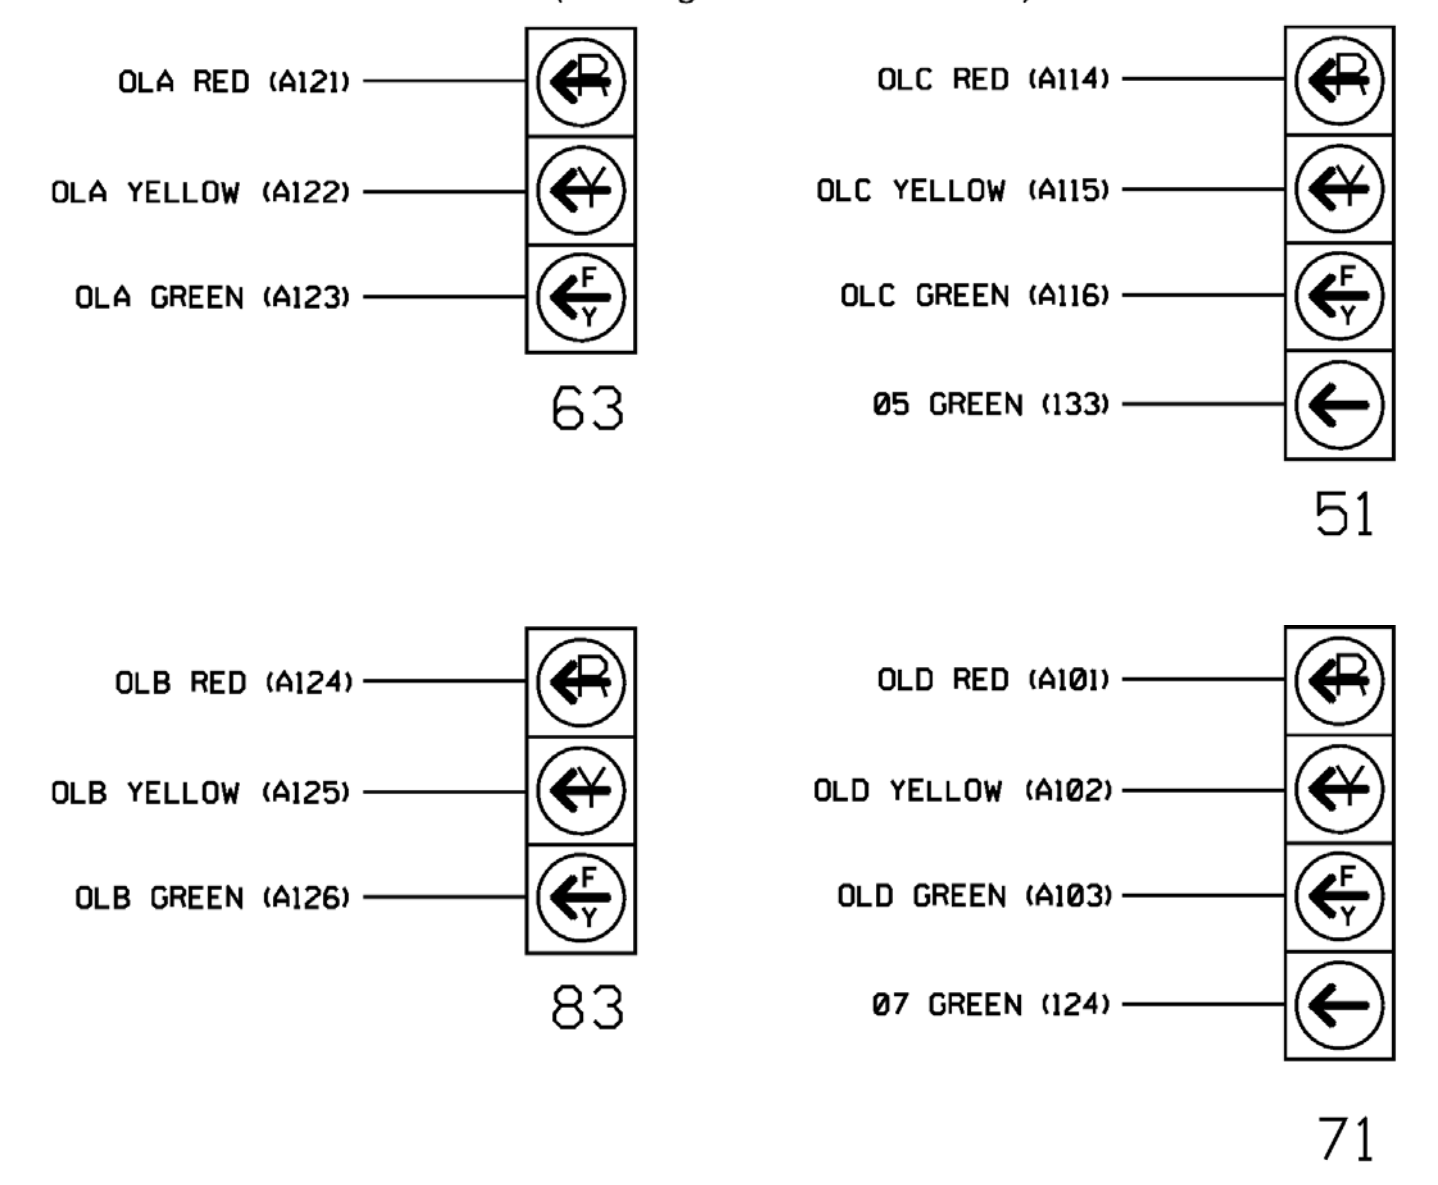 OLA RED (A121)
R
OLA YELLOW (A122)
Y
OLA GREEN (A123)
F
Y
63
OLC RED (A114)
R
OLC YELLOW (A115)
Y
OLC GREEN (A116)
F
Y
05 GREEN (133)
51
OLB RED (A124)
R
OLB YELLOW (A125)
Y
OLB GREEN (A126)
F
Y
83
OLD RED (A101)
R
OLD YELLOW (A102)
Y
OLD GREEN (A103)
F
Y
07 GREEN (124)
71